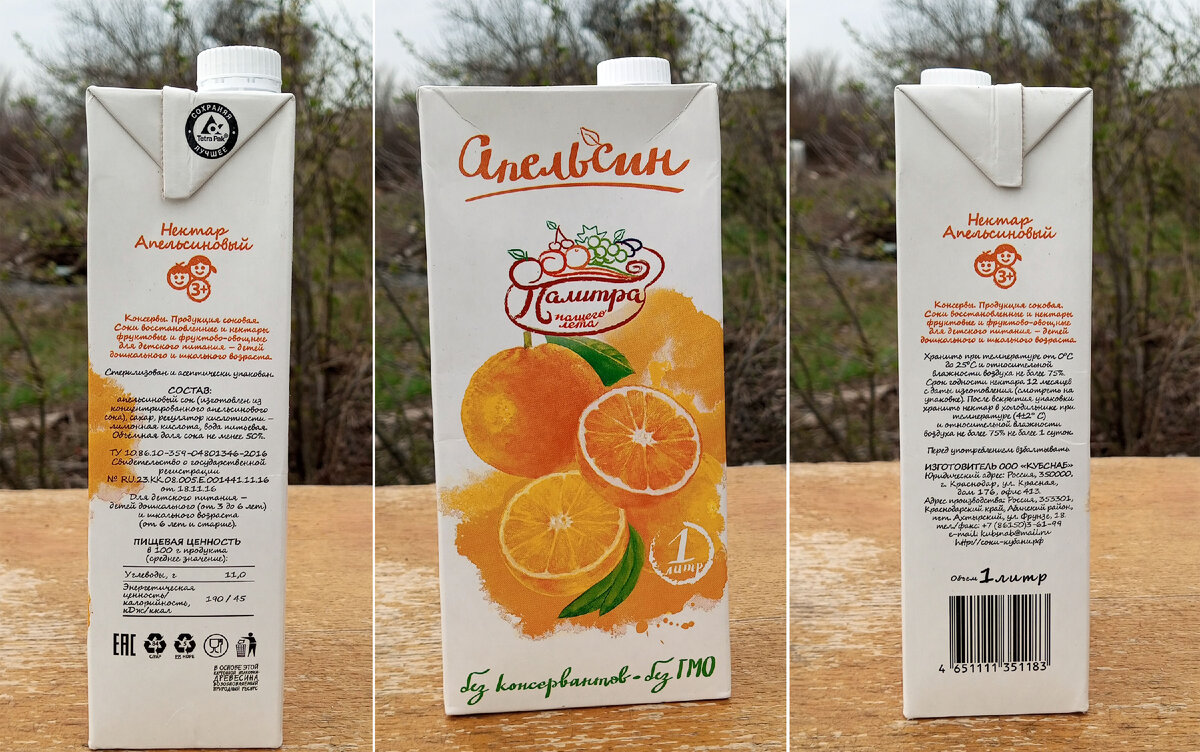 СОХРАНЯЯ
Tetra Pak
ЛУЧШЕЕ
Нектар
Апельсиновый
3+
Консервы. Продукция соковая.
Соки восстановленные и нектары
фруктовые и фруктово-овощные
для детского питания – детей
дошкольного и школьного возраста
Стерилизован и асептически упакован.
СОСТАВ:
апельсиновый сок (изготовлен из
концентрированного апельсинового
сока), сахар, регулятор кислотности –
лимонная кислота, вода питьевая.
Объемная доля сока не менее 50%.
ТУ 10.86.10-359-04801346-2016
Свидетельство о государственной
регистрации
№ RU.23.КК.08.005.Е.001441.11.16
от 18.11.16
Для детского питания –
детей дошкольного (от 3 до 6 лет)
и школьного возраста
(от 6 лет и старше).
ПИЩЕВАЯ ЦЕННОСТЬ
в 100 г продукта
(среднее значение):
Углеводы, г 11,0
Энергетическая
ценность/
калорийность,
кДж/ккал 190 / 45
ЕАС
В ОСНОВЕ ЭТОЙ
ДРЕВЕСИНА
ВОЗОБНОВЛЯЕМЫЙ
ПРИРОДНЫЙ РЕСУРС
Апельсин
Палитра
нашего
лета
1
литр
без консервантов - без ГМО
Нектар
Апельсиновый
3+
Консервы. Продукция соковая.
Соки восстановленные и нектары
фруктовые и фруктово-овощные
для детского питания – детей
дошкольного и школьного возраста
Хранить при температуре от 0°С
до 25°С и относительной
влажности воздуха не более 75%.
Срок годности нектара 12 месяцев
с даты изготовления (смотреть на
упаковке). После вскрытия упаковки
хранить нектар в холодильнике при
температуре (4±2° С)
и относительной влажности
воздуха не более 75% не более 1 суток.
Перед употреблением взбалтывать.
ИЗГОТОВИТЕЛЬ ООО «КУБСНАБ»
Юридический адрес: Россия, 350000,
г. Краснодар, ул. Красная,
дом 176, офис 413.
Адрес производства: Россия, 353301,
Краснодарский край, Абинский район,
пгт. Ахтырский, ул. Фрунзе, 18.
тел./факс: +7 (86150)3-61-99
e-mail: kubsnab@mail.ru
http://соки-кубани.рф
Объем 1 литр
4 651111 351183